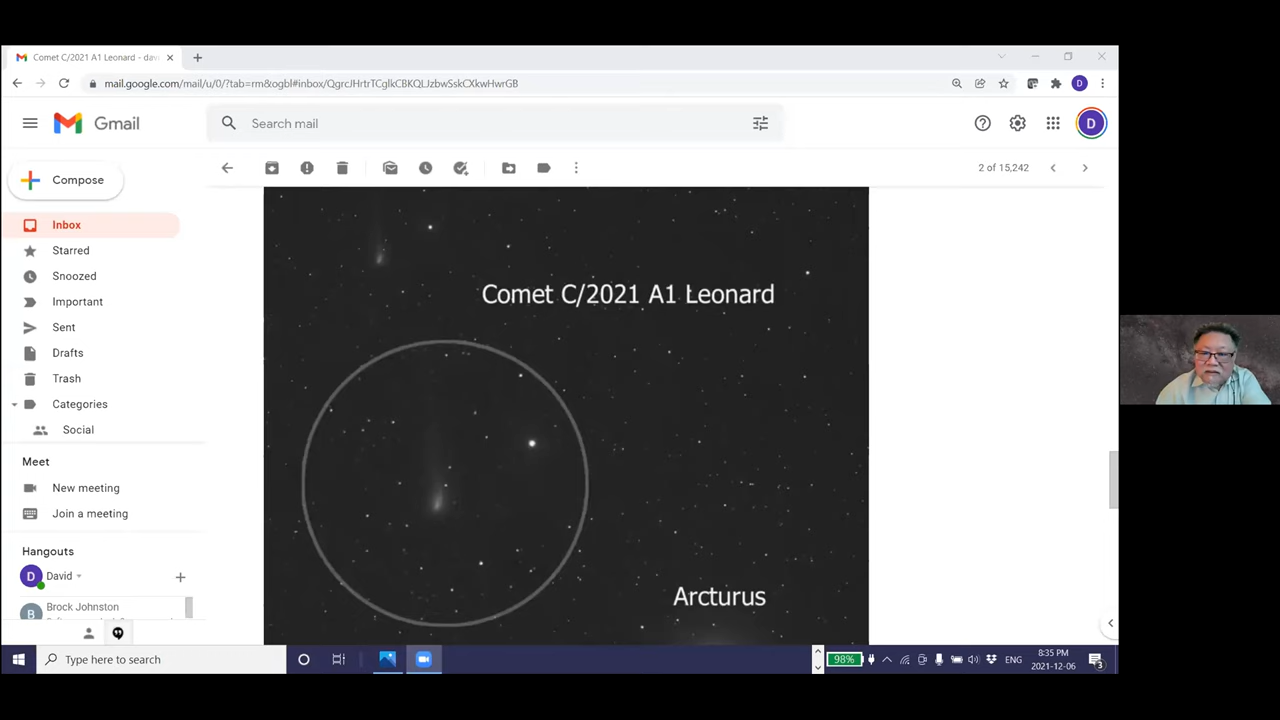 Comet C/2021 A1 Leonard - davi
mail.google.com/mail/u/0/?tab=rm&ogbl#inbox/QgrcJHrtrTCglkCBKQLJzbwSskCXkwHwrGB
D
Gmail
Search mail
D
Compose
2 of 15,242
Inbox
Starred
Snoozed
Important
Sent
Drafts
Trash
Categories
Social
Meet
New meeting
Join a meeting
Hangouts
D David
B Brock Johnston
Comet C/2021 A1 Leonard
Arcturus
Type here to search
98%
ENG
8:35 PM
2021-12-06
3